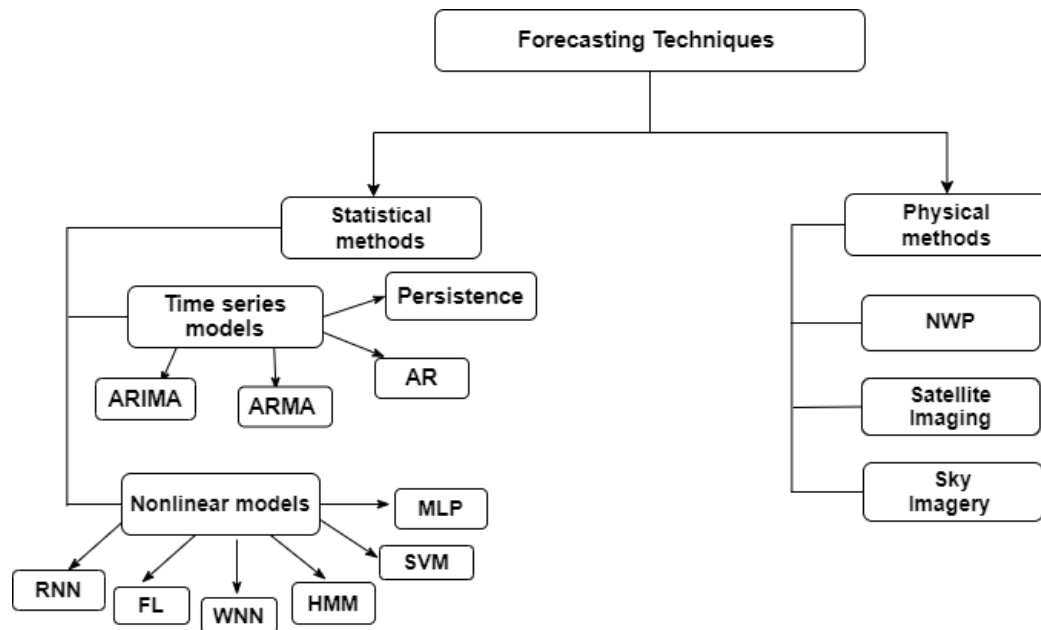 Forecasting Techniques
Statistical
methods
Physical
methods
Time series
models
Persistence
AR
ARIMA
ARMA
NWP
Satellite
Imaging
Sky
Imagery
Nonlinear models
MLP
SVM
RNN
FL
WNN
HMM